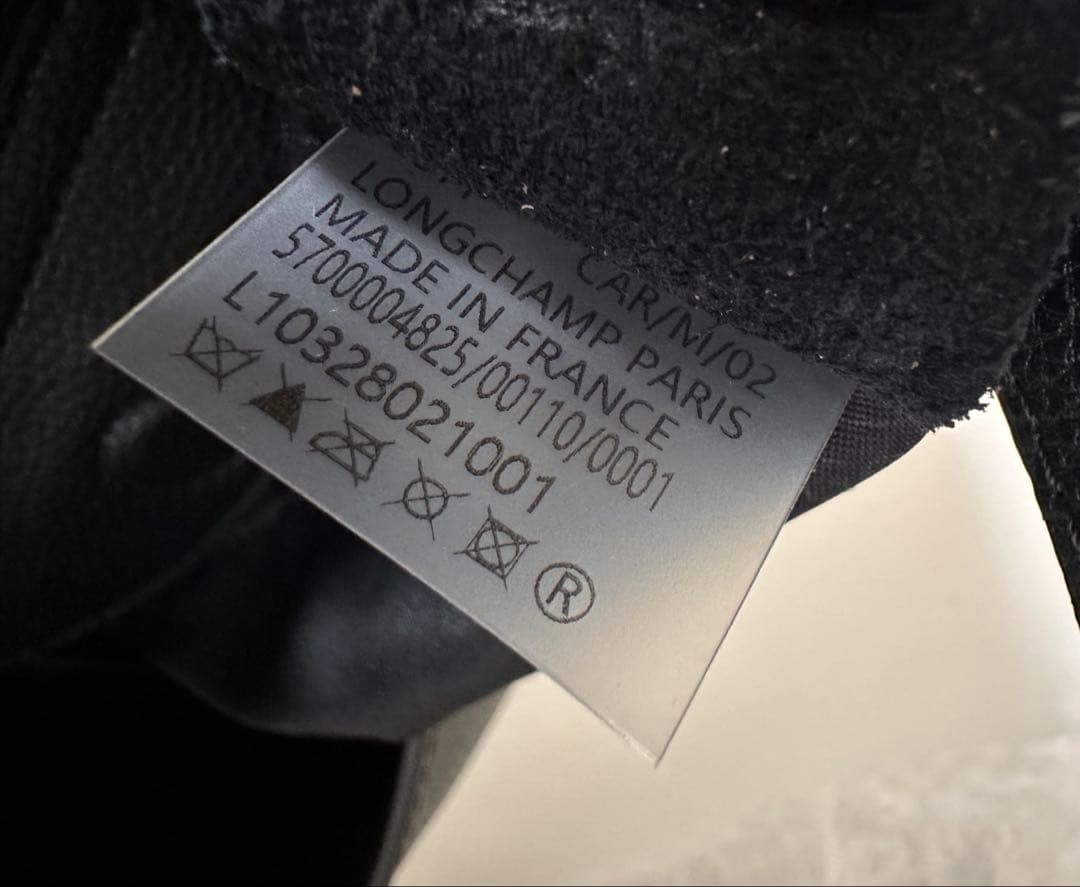 CAR/M/02
LONGCHAMP PARIS
MADE IN FRANCE
5700004825/00110/0001
L10328021001
®